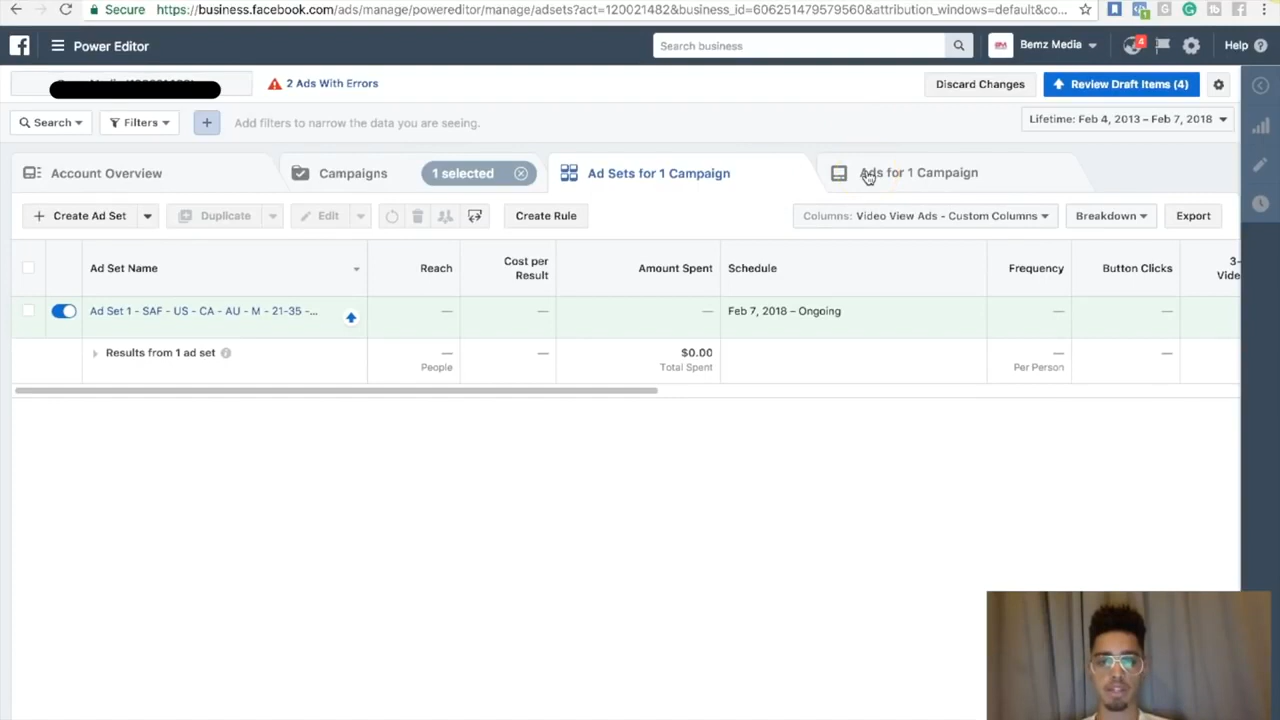 Secure
https://business.facebook.com/ads/manage/powereditor/manage/adsets?act=120021482&business_id=606251479579560&attribution_windows=default&co...
Power Editor
Search business
Bemz Media
4
Help
2 Ads With Errors
Discard Changes
Review Draft Items (4)
Search
Filters
Add filters to narrow the data you are seeing.
Lifetime: Feb 4, 2013 – Feb 7, 2018
Account Overview
Campaigns
1 selected
Ad Sets for 1 Campaign
Ads for 1 Campaign
Create Ad Set
Duplicate
Edit
Create Rule
Columns: Video View Ads - Custom Columns
Breakdown
Export
Ad Set Name
Reach
Cost per
Result
Amount Spent
Schedule
Frequency
Button Clicks
3-
Vide
Ad Set 1 - SAF - US - CA - AU - M - 21-35 -...
—
—
—
Feb 7, 2018 – Ongoing
—
—
Results from 1 ad set
—
People
—
$0.00
Total Spent
—
Per Person
—